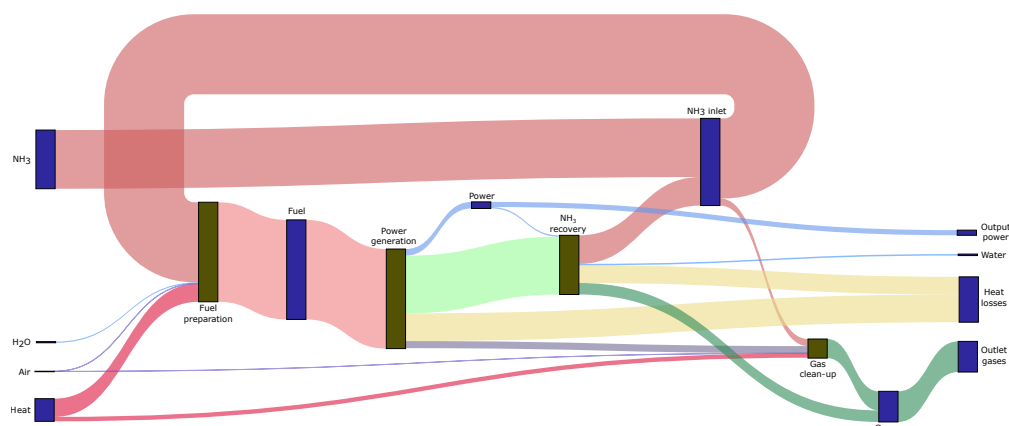 NH3 inlet
NH3
Power
Fuel
NH3
recovery
Power
generation
Output
power
Water
Heat
losses
Fuel
preparation
H2O
Air
Outlet
gases
Gas
clean-up
Heat